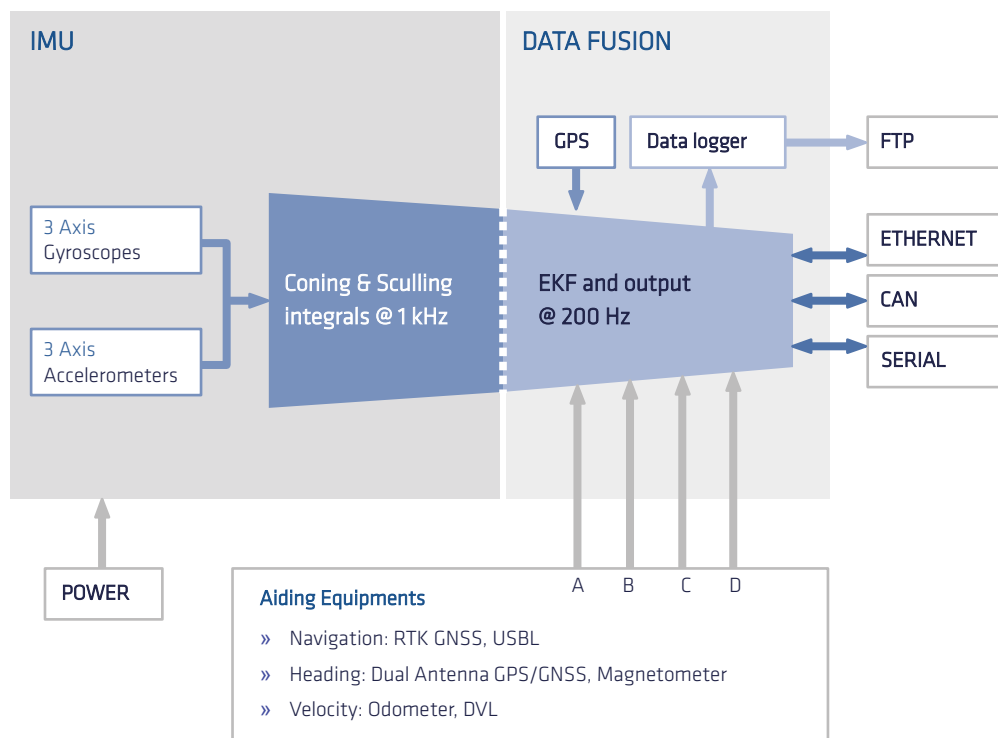 IMU
DATA FUSION
GPS
Data logger
FTP
3 Axis
Gyroscopes
ETHERNET
Coning & Sculling
integrals @ 1 kHz
EKF and output
@ 200 Hz
CAN
3 Axis
Accelerometers
SERIAL
POWER
A B C D
Aiding Equipments
» Navigation: RTK GNSS, USBL
» Heading: Dual Antenna GPS/GNSS, Magnetometer
» Velocity: Odometer, DVL